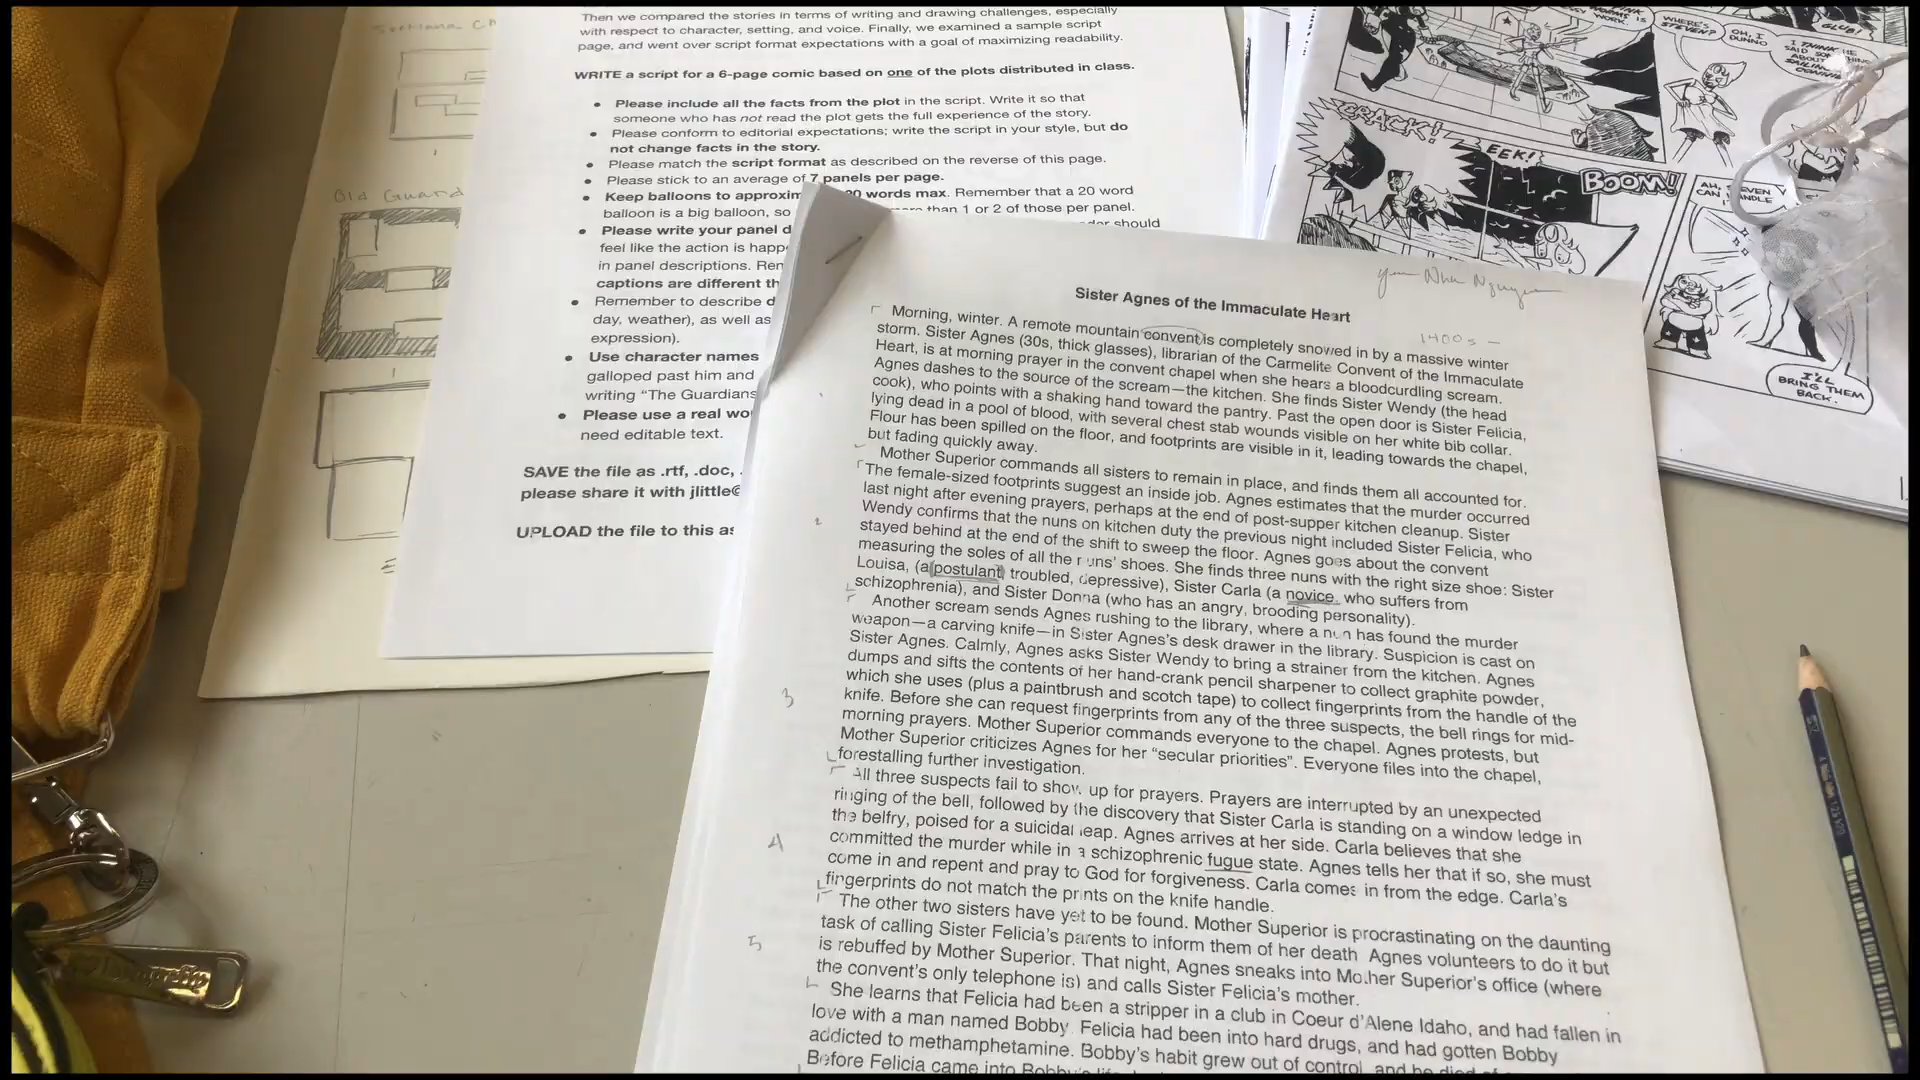 Old Guard
Then we compared the stories in terms of writing and drawing challenges, especially
with respect to character, setting, and voice. Finally, we examined a sample script
page, and went over script format expectations with a goal of maximizing readability.
WRITE a script for a 6-page comic based on one of the plots distributed in class.
Please include all the facts from the plot in the script. Write it so that
someone who has not read the plot gets the full experience of the story.
Please conform to editorial expectations; write the script in your style, but do
not change facts in the story.
Please match the script format as described on the reverse of this page.
Please stick to an average of 7 panels per page.
Keep balloons to approxim 20 words max. Remember that a 20 word
balloon is a big balloon, so more than 1 or 2 of those per panel.
Please write your panel d should
feel like the action is happ
in panel descriptions. Ren
captions are different th
Remember to describe d
day, weather), as well as
expression).
Use character names
galloped past him and
writing "The Guardians
Please use a real wo
need editable text.
SAVE the file as .rtf, .doc, .
please share it with jlittle@
UPLOAD the file to this as
WORK.
WHERE'S
STEVEN?
OH, I
DUNNO
I THINK HE
SAID SOMETHING
ABOUT
SAILING
CONNIE
GLUB!
CRACK!
EEK!
BOOM!
I'LL
BRING THEM
BACK.
Sister Agnes of the Immaculate Heart
1400s -
Morning, winter. A remote mountain convent is completely snowed in by a massive winter
storm. Sister Agnes (30s, thick glasses), librarian of the Carmelite Convent of the Immaculate
Heart, is at morning prayer in the convent chapel when she hears a bloodcurdling scream.
Agnes dashes to the source of the scream—the kitchen. She finds Sister Wendy (the head
cook), who points with a shaking hand toward the pantry. Past the open door is Sister Felicia,
lying dead in a pool of blood, with several chest stab wounds visible on her white bib collar.
Flour has been spilled on the floor, and footprints are visible in it, leading towards the chapel,
but fading quickly away.
Mother Superior commands all sisters to remain in place, and finds them all accounted for.
The female-sized footprints suggest an inside job. Agnes estimates that the murder occurred
last night after evening prayers, perhaps at the end of post-supper kitchen cleanup. Sister
Wendy confirms that the nuns on kitchen duty the previous night included Sister Felicia, who
stayed behind at the end of the shift to sweep the floor. Agnes goes about the convent
measuring the soles of all the nuns' shoes. She finds three nuns with the right size shoe: Sister
Louisa, (a postulant troubled, depressive), Sister Carla (a novice, who suffers from
schizophrenia), and Sister Donna (who has an angry, brooding personality).
Another scream sends Agnes rushing to the library, where a nun has found the murder
weapon—a carving knife—in Sister Agnes's desk drawer in the library. Suspicion is cast on
Sister Agnes. Calmly, Agnes asks Sister Wendy to bring a strainer from the kitchen. Agnes
dumps and sifts the contents of her hand-crank pencil sharpener to collect graphite powder,
which she uses (plus a paintbrush and scotch tape) to collect fingerprints from the handle of the
knife. Before she can request fingerprints from any of the three suspects, the bell rings for mid-
morning prayers. Mother Superior commands everyone to the chapel. Agnes protests, but
Mother Superior criticizes Agnes for her “secular priorities”. Everyone files into the chapel,
forestalling further investigation.
All three suspects fail to show up for prayers. Prayers are interrupted by an unexpected
ringing of the bell, followed by the discovery that Sister Carla is standing on a window ledge in
the belfry, poised for a suicidal leap. Agnes arrives at her side. Carla believes that she
committed the murder while in a schizophrenic fugue state. Agnes tells her that if so, she must
come in and repent and pray to God for forgiveness. Carla comes in from the edge. Carla's
fingerprints do not match the prints on the knife handle.
The other two sisters have yet to be found. Mother Superior is procrastinating on the daunting
task of calling Sister Felicia's parents to inform them of her death Agnes volunteers to do it but
is rebuffed by Mother Superior. That night, Agnes sneaks into Mother Superior's office (where
the convent's only telephone is) and calls Sister Felicia's mother.
She learns that Felicia had been a stripper in a club in Coeur d'Alene Idaho, and had fallen in
love with a man named Bobby Felicia had been into hard drugs, and had gotten Bobby
addicted to methamphetamine. Bobby's habit grew out of control and he died of
Before Felicia came into Bobby's
2
3
4
5